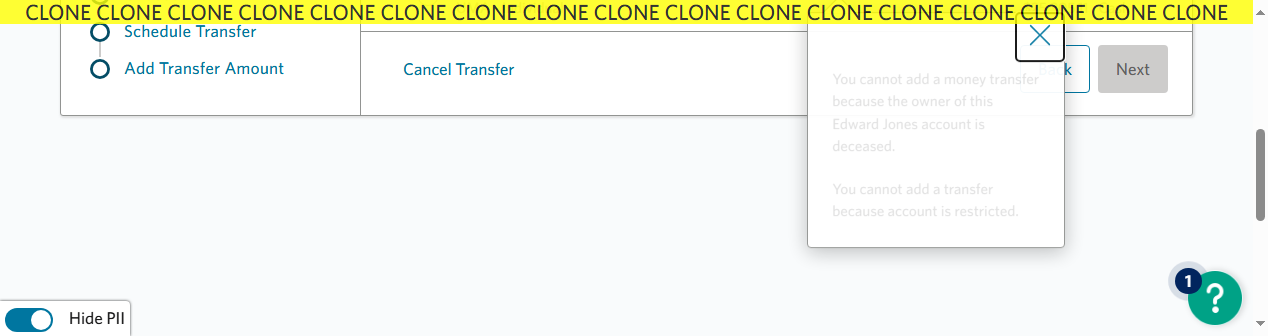 CLONE CLONE CLONE CLONE CLONE CLONE CLONE CLONE CLONE CLONE CLONE CLONE CLONE CLONE CLONE CLONE CLONE
Schedule Transfer
Add Transfer Amount
Cancel Transfer
Back
Next
You cannot add a money transfer
because the owner of this
Edward Jones account is
deceased.
You cannot add a transfer
because account is restricted.
1
?
Hide PII